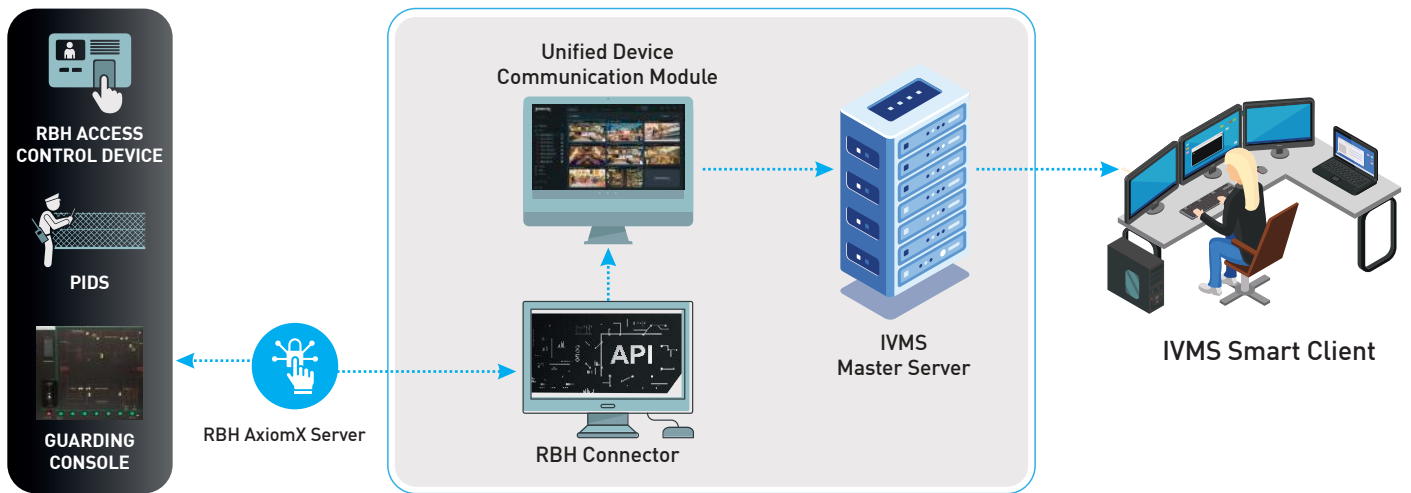 RBH ACCESS
CONTROL DEVICE
PIDS
GUARDING
CONSOLE
RBH AxiomX Server
Unified Device
Communication Module
API
RBH Connector
IVMS
Master Server
IVMS Smart Client